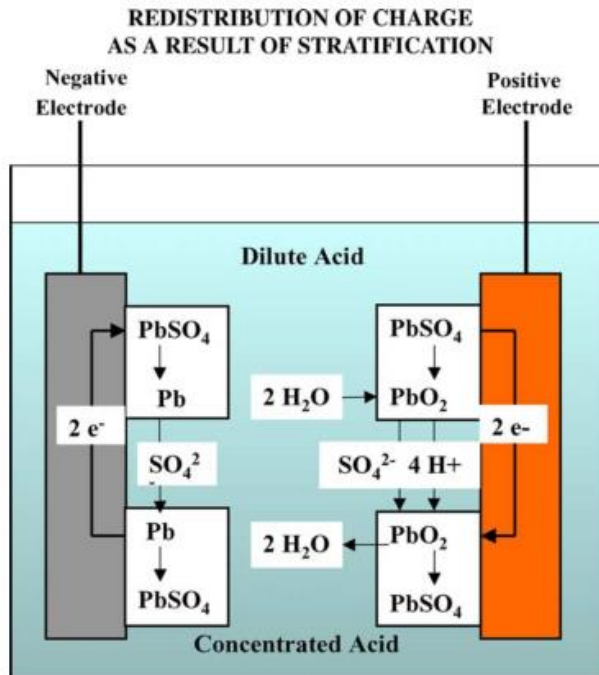 REDISTRIBUTION OF CHARGE
AS A RESULT OF STRATIFICATION
Negative
Electrode
Positive
Electrode
Dilute Acid
PbSO₄
Pb
PbSO₄
PbO₂
2 H₂O
2 e⁻
2 e-
SO₄²
-
SO₄²⁻ 4 H+
Pb
PbSO₄
2 H₂O
PbO₂
PbSO₄
Concentrated Acid